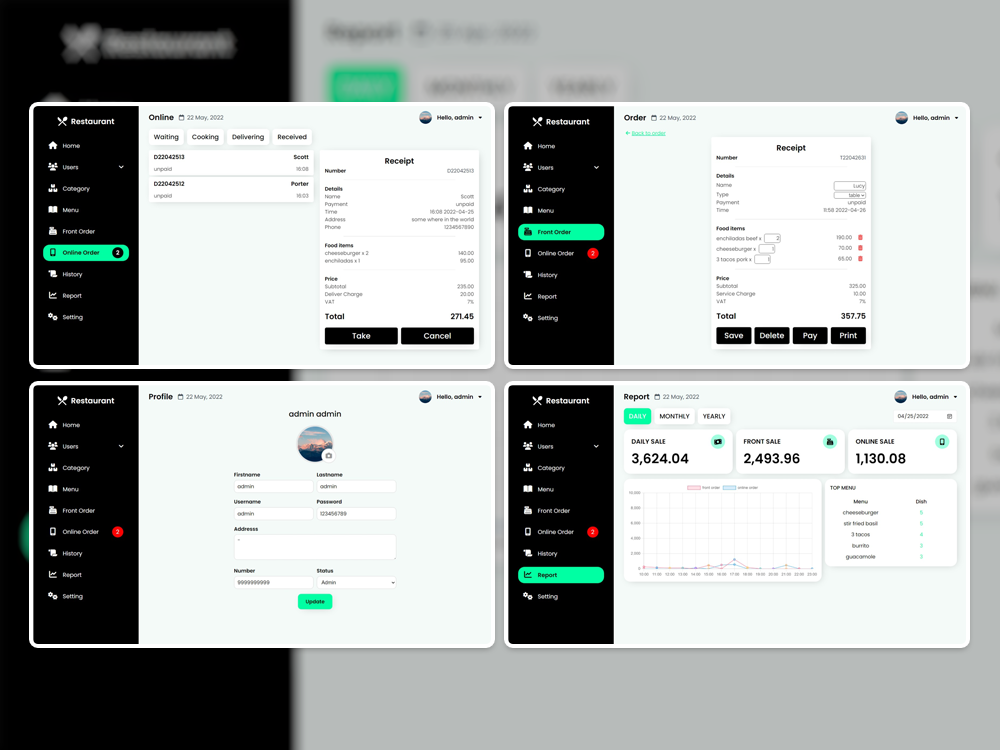 Restaurant
Report
DAILY
MONTHLY
YEARLY
Restaurant
Home
Users
Category
Menu
Front Order
Online Order 2
History
Report
Setting
Online 22 May, 2022
Hello, admin
Waiting Cooking Delivering Received
D22042513 Scott
unpaid 16:08
D22042512 Porter
unpaid 16:03
Receipt
Number D22042513
Details
Name Scott
Payment unpaid
Time 16:08 2022-04-25
Address some where in the world
Phone 1234567890
Food items
cheeseburger x 2 140.00
enchiladas x 1 95.00
Price
Subtotal 235.00
Deliver Charge 20.00
VAT 7%
Total 271.45
Take Cancel
Restaurant
Home
Users
Category
Menu
Front Order
Online Order 2
History
Report
Setting
Order 22 May, 2022
Hello, admin
Back to order
Receipt
Number T22042631
Details
Name Lucy
Type table
Payment unpaid
Time 11:58 2022-04-26
Food items
enchiladas beef x 2 190.00
cheeseburger x 1 70.00
3 tacos pork x 1 65.00
Price
Subtotal 325.00
Service Charge 10.00
VAT 7%
Total 357.75
Save Delete Pay Print
Restaurant
Home
Users
Category
Menu
Front Order
Online Order 2
History
Report
Setting
Profile 22 May, 2022
Hello, admin
admin admin
Firstname Lastname
admin admin
Username Password
admin 123456789
Addresss
-
Number Status
9999999999 Admin
Update
Restaurant
Home
Users
Category
Menu
Front Order
Online Order 2
History
Report
Setting
Report 22 May, 2022
Hello, admin
DAILY MONTHLY YEARLY
04/25/2022
DAILY SALE
3,624.04
FRONT SALE
2,493.96
ONLINE SALE
1,130.08
front order online order
10.000
8.000
6.000
4.000
2.000
0
10:00 11:00 12:00 13:00 14:00 15:00 16:00 17:00 18:00 19:00 20:00 21:00 22:00 23:00
TOP MENU
Menu Dish
cheeseburger 5
stir fried basil 5
3 tacos 4
burrito 3
guacamole 2